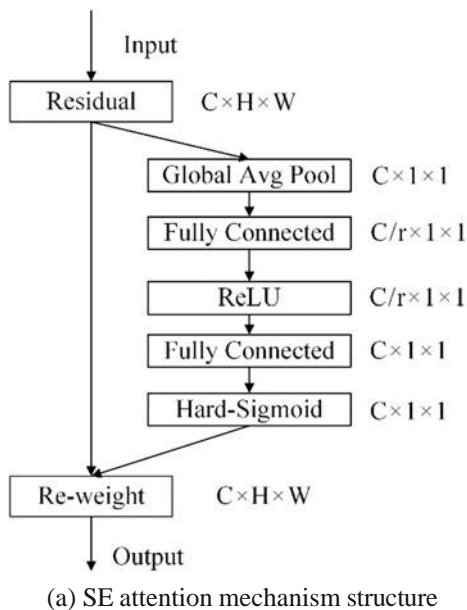 Input
Residual C×H×W
Global Avg Pool C×1×1
Fully Connected C/r×1×1
ReLU C/r×1×1
Fully Connected C×1×1
Hard-Sigmoid C×1×1
Re-weight C×H×W
Output
(a) SE attention mechanism structure